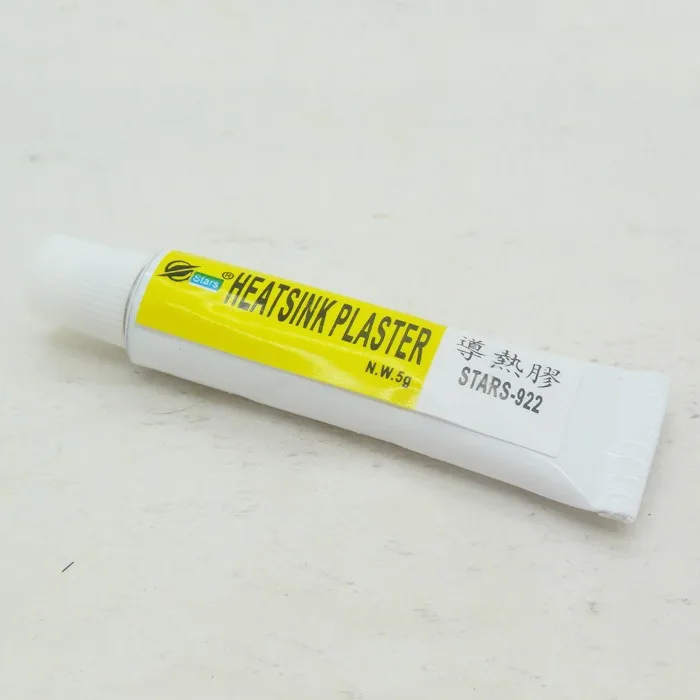 Stars® HEATSINK PLASTER
N.W.5g
導熱膠
STARS-922